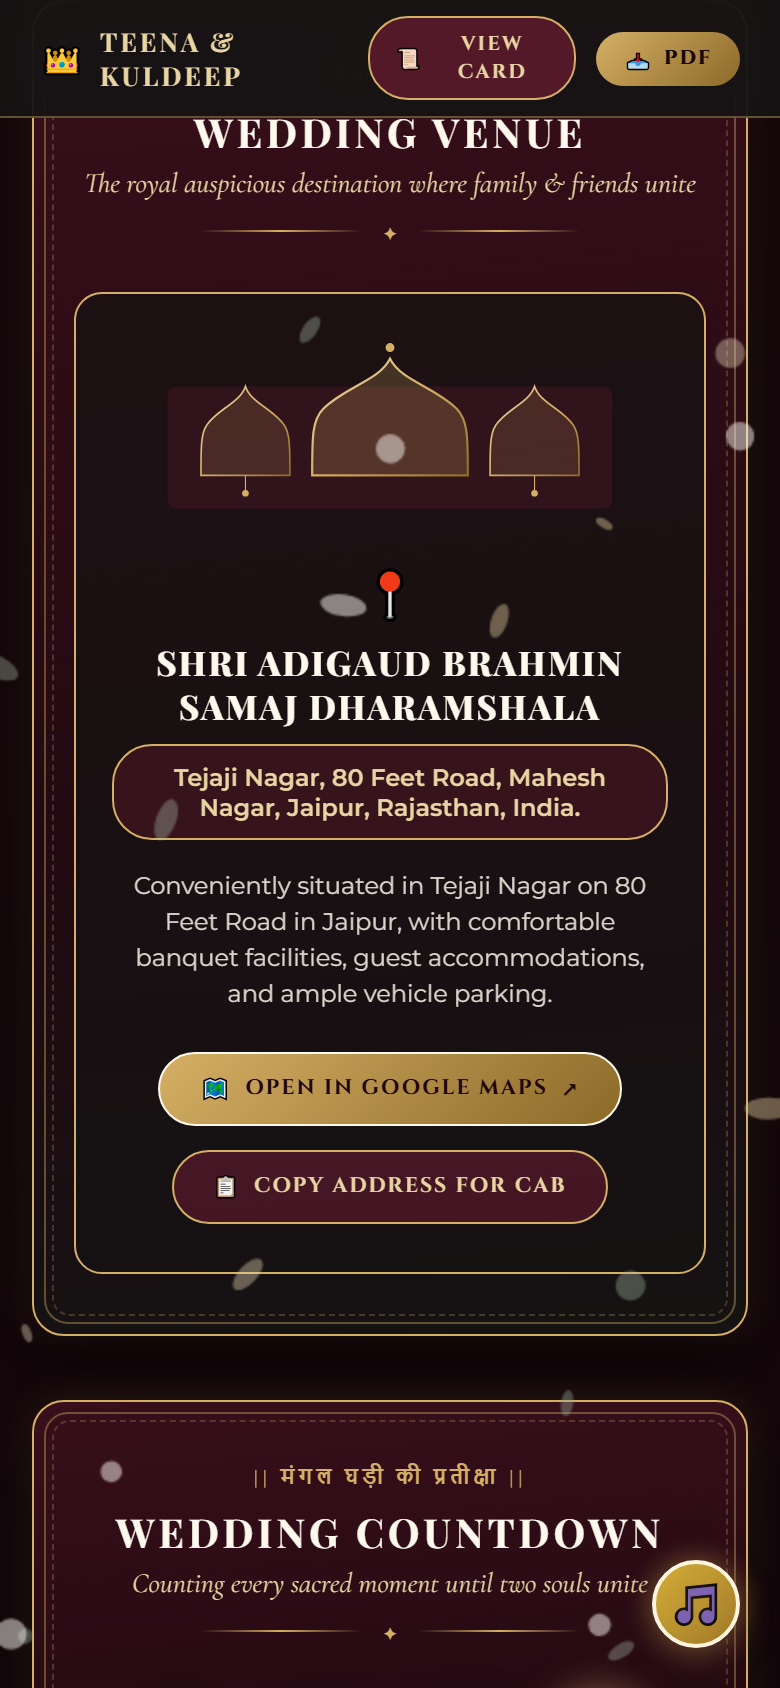 TEENA &
KULDEEP
VIEW
CARD
PDF
WEDDING VENUE
The royal auspicious destination where family & friends unite
SHRI ADIGAUD BRAHMIN
SAMAJ DHARAMSHALA
Tejaji Nagar, 80 Feet Road, Mahesh
Nagar, Jaipur, Rajasthan, India.
Conveniently situated in Tejaji Nagar on 80
Feet Road in Jaipur, with comfortable
banquet facilities, guest accommodations,
and ample vehicle parking.
OPEN IN GOOGLE MAPS ↗
COPY ADDRESS FOR CAB
|| मंगल घड़ी की प्रतीक्षा ||
WEDDING COUNTDOWN
Counting every sacred moment until two souls unite